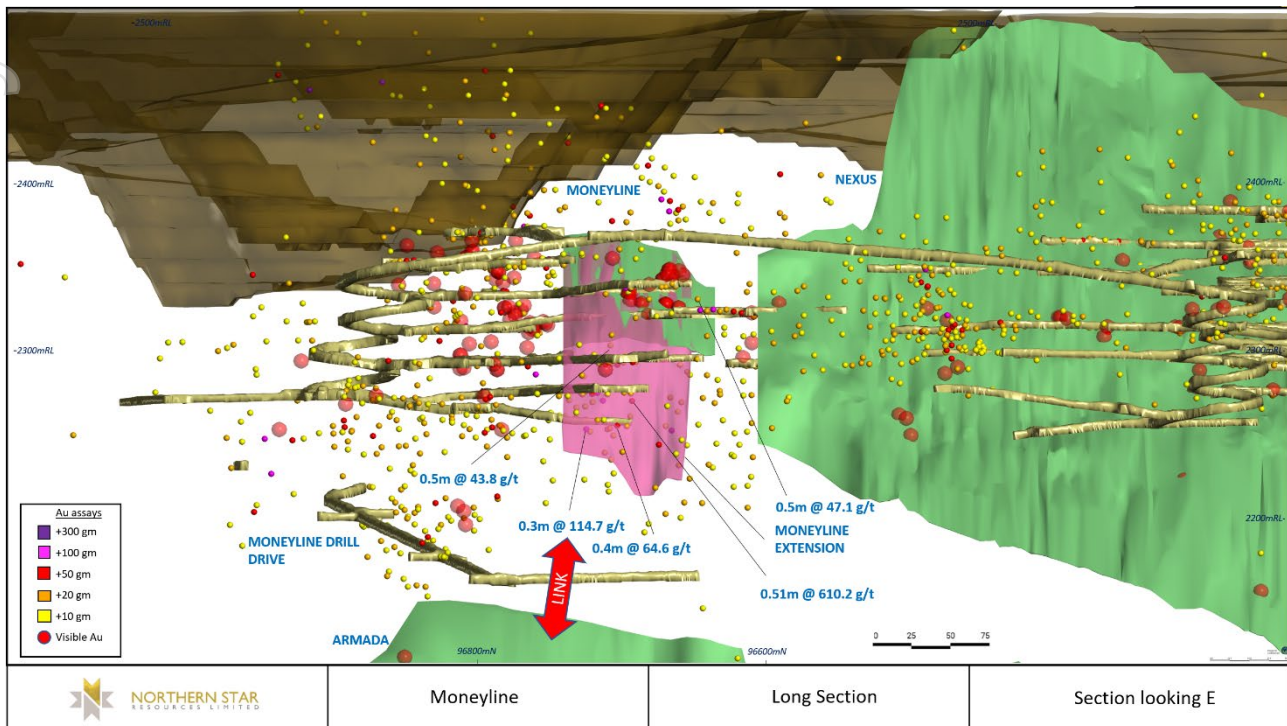 -2500mRL
2500mRL-
-2400mRL
MONEYLINE
NEXUS
2400mRL-
-2300mRL
2300mRL-
0.5m @ 43.8 g/t
0.3m @ 114.7 g/t
0.4m @ 64.6 g/t
0.5m @ 47.1 g/t
MONEYLINE
EXTENSION
0.51m @ 610.2 g/t
2200mRL-
MONEYLINE DRILL
DRIVE
LINK
ARMADA
96800mN
96600mN
0 25 50 75
Au assays
+300 gm
+100 gm
+50 gm
+20 gm
+10 gm
Visible Au
NORTHERN STAR
RESOURCES LIMITED
Moneyline
Long Section
Section looking E